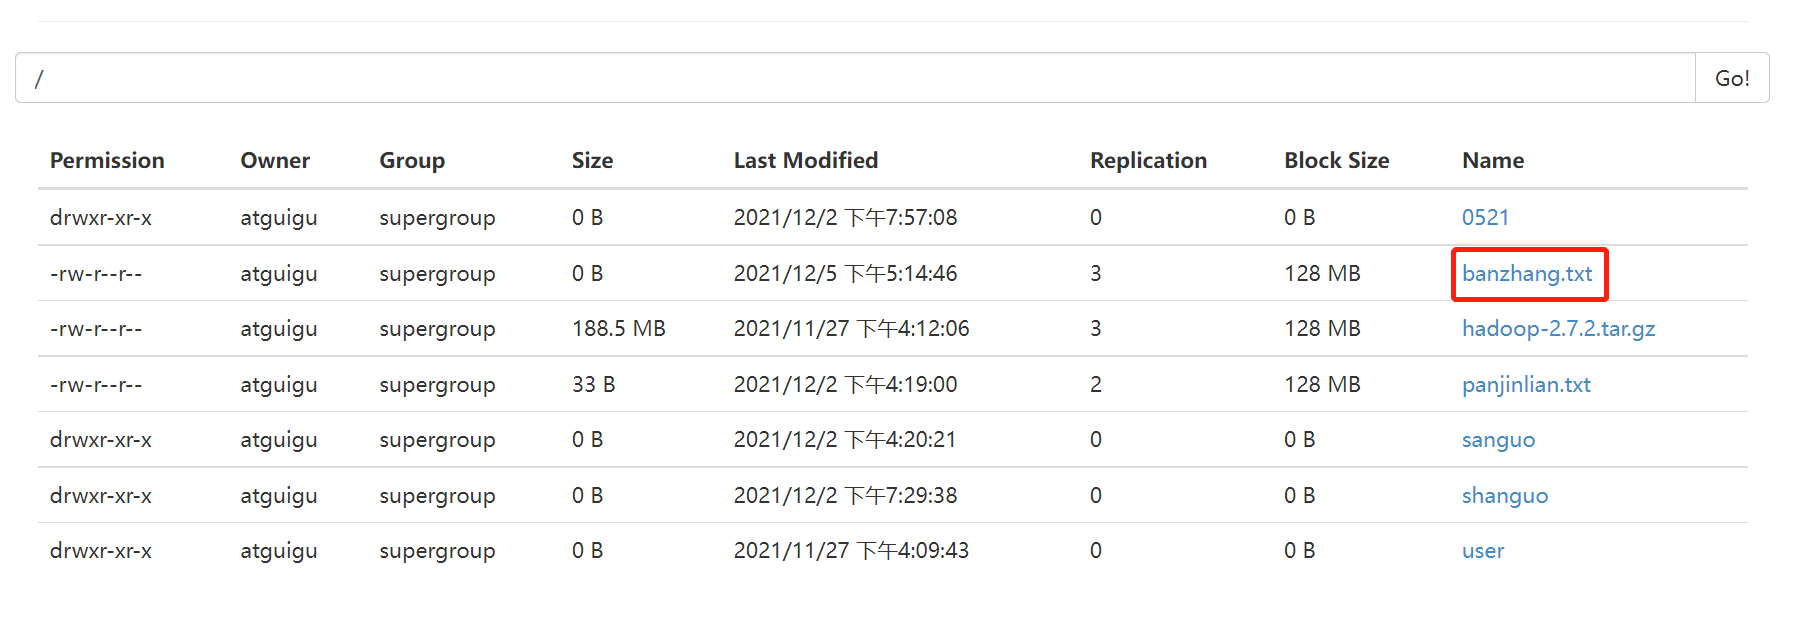 / Go!
Permission Owner Group Size Last Modified Replication Block Size Name
drwxr-xr-x atguigu supergroup 0 B 2021/12/2 下午7:57:08 0 0 B 0521
-rw-r--r-- atguigu supergroup 0 B 2021/12/5 下午5:14:46 3 128 MB banzhang.txt
-rw-r--r-- atguigu supergroup 188.5 MB 2021/11/27 下午4:12:06 3 128 MB hadoop-2.7.2.tar.gz
-rw-r--r-- atguigu supergroup 33 B 2021/12/2 下午4:19:00 2 128 MB panjinlian.txt
drwxr-xr-x atguigu supergroup 0 B 2021/12/2 下午4:20:21 0 0 B sanguo
drwxr-xr-x atguigu supergroup 0 B 2021/12/2 下午7:29:38 0 0 B shanguo
drwxr-xr-x atguigu supergroup 0 B 2021/11/27 下午4:09:43 0 0 B user